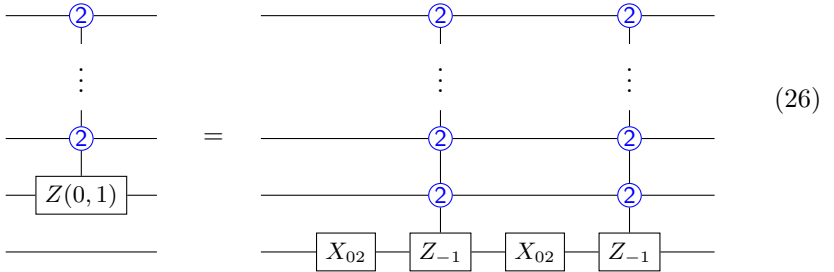 2 2 2
⋮ = ⋮ ⋮ (26)
2 2 2
Z(0, 1) 2 2
X₀₂ Z₋₁ X₀₂ Z₋₁